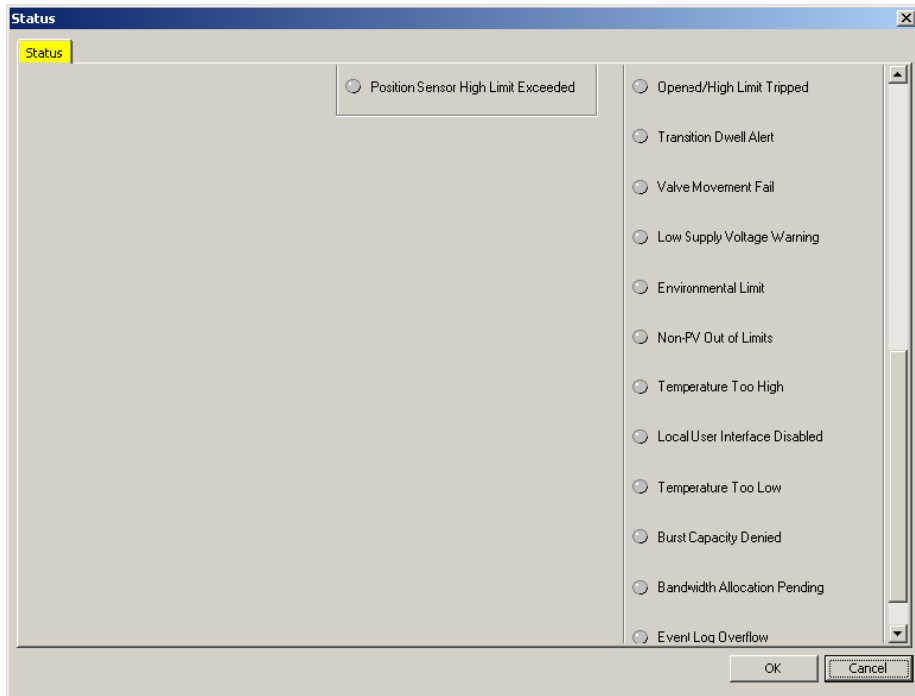 Status
Status
Position Sensor High Limit Exceeded
Opened/High Limit Tripped
Transition Dwell Alert
Valve Movement Fail
Low Supply Voltage Warning
Environmental Limit
Non-PV Out of Limits
Temperature Too High
Local User Interface Disabled
Temperature Too Low
Burst Capacity Denied
Bandwidth Allocation Pending
Event Log Overflow
OK
Cancel